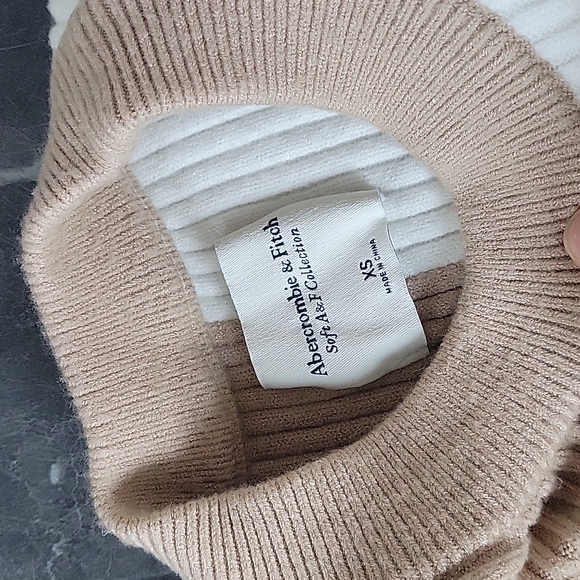 Abercrombie & Fitch
Soft A&F Collection
XS
MADE IN CHINA